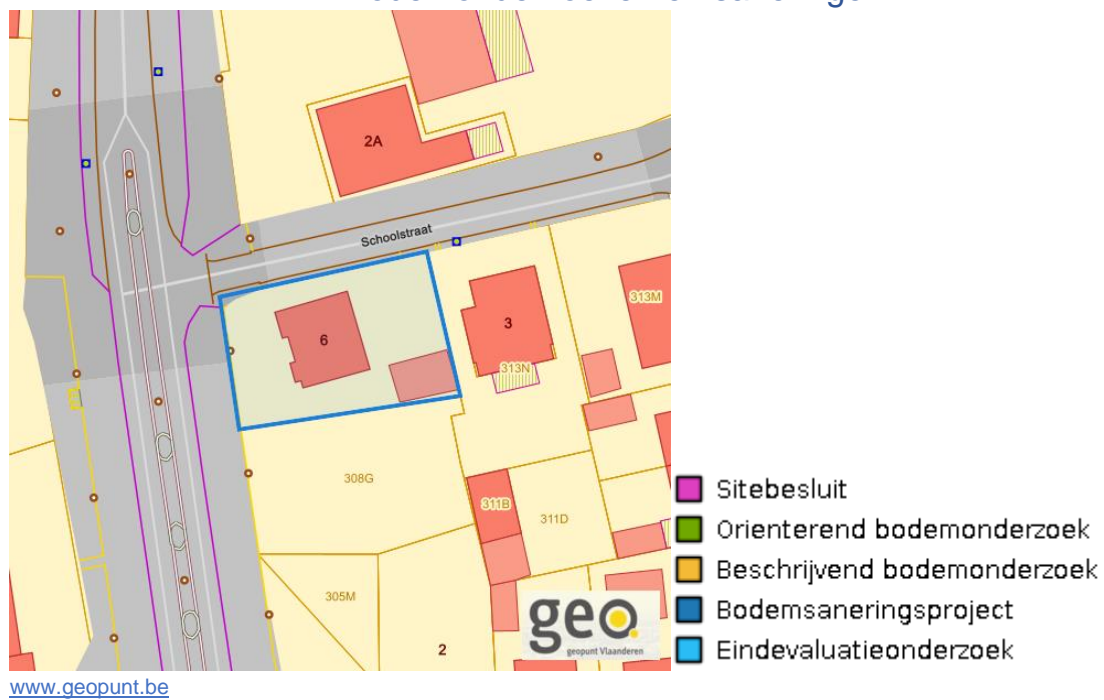 2A
Schoolstraat
313M
6
3
313N
308G
311B
311D
305M
2
geo.
geopunt Vlaanderen
Sitebesluit
Orienterend bodemonderzoek
Beschrijvend bodemonderzoek
Bodemsaneringsproject
Eindevaluatieonderzoek
www.geopunt.be